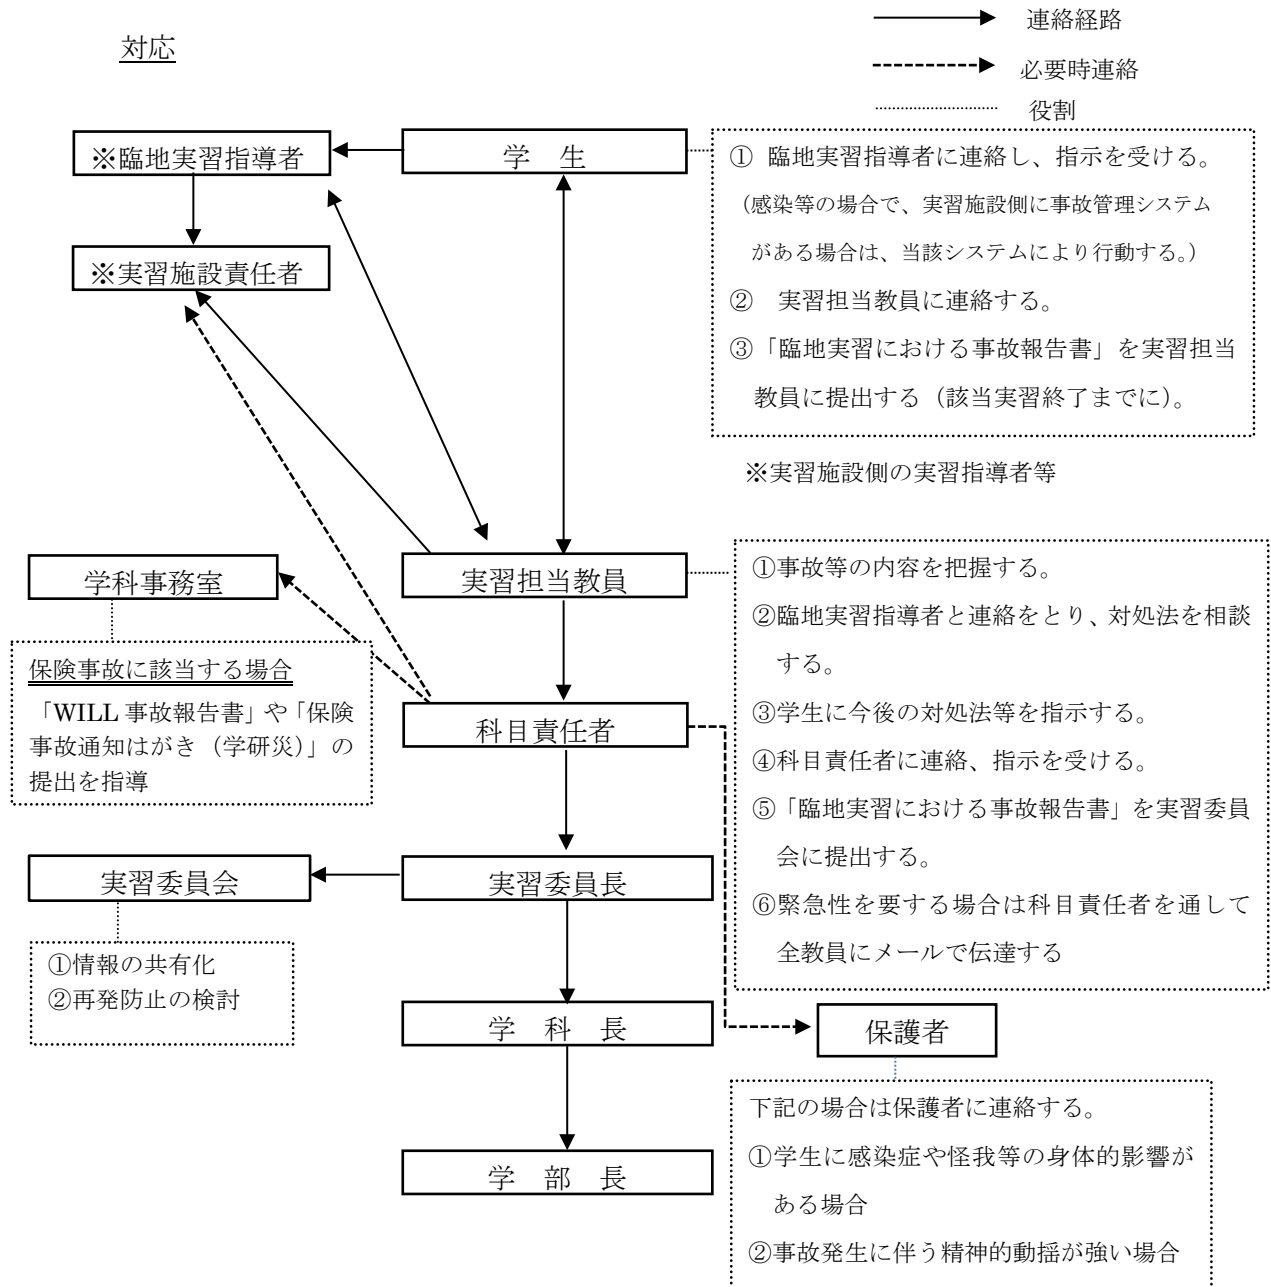 対応
連絡経路
必要時連絡
役割
※臨地実習指導者
学 生
※実習施設責任者
① 臨地実習指導者に連絡し、指示を受ける。
（感染等の場合で、実習施設側に事故管理システム
がある場合は、当該システムにより行動する。）
② 実習担当教員に連絡する。
③「臨地実習における事故報告書」を実習担当
教員に提出する（該当実習終了までに）。
※実習施設側の実習指導者等
学科事務室
実習担当教員
保険事故に該当する場合
「WILL 事故報告書」や「保険
事故通知はがき（学研災）」の
提出を指導
①事故等の内容を把握する。
②臨地実習指導者と連絡をとり、対処法を相談
する。
③学生に今後の対処法等を指示する。
④科目責任者に連絡、指示を受ける。
⑤「臨地実習における事故報告書」を実習委員
会に提出する。
⑥緊急性を要する場合は科目責任者を通して
全教員にメールで伝達する
科目責任者
実習委員会
実習委員長
①情報の共有化
②再発防止の検討
学 科 長
保護者
下記の場合は保護者に連絡する。
①学生に感染症や怪我等の身体的影響が
ある場合
②事故発生に伴う精神的動揺が強い場合
学 部 長